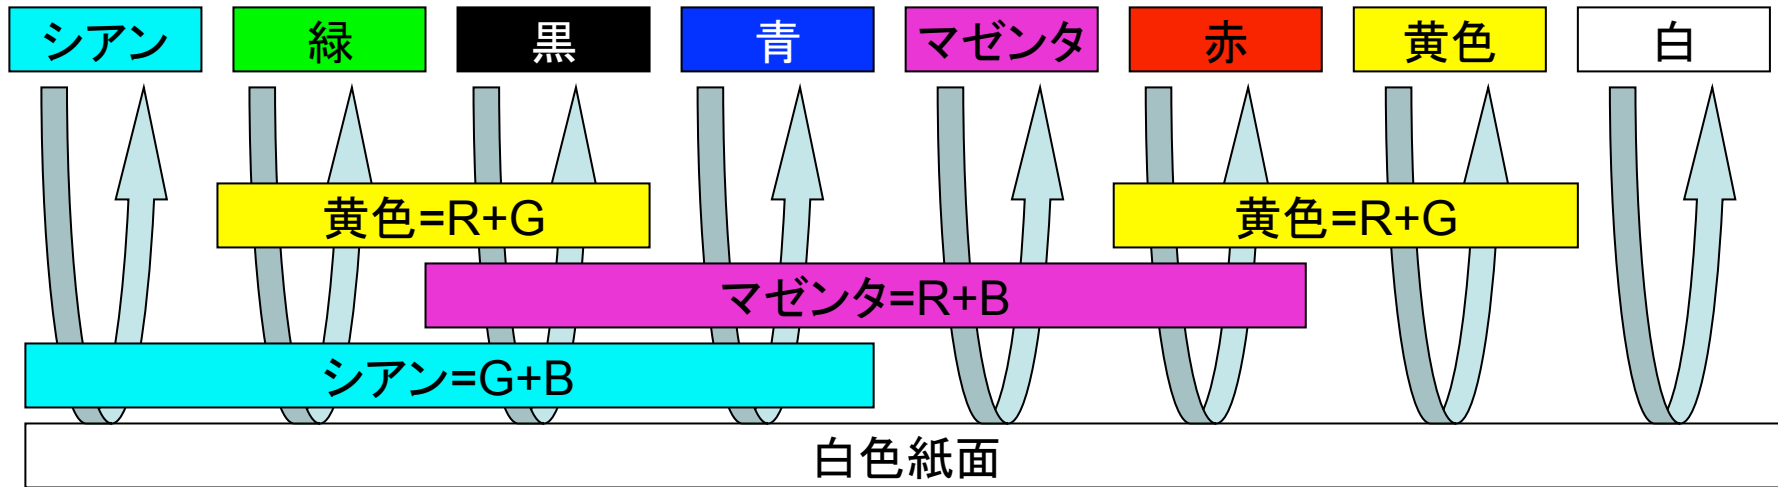 シアン 緑 黒 青 マゼンタ 赤 黄色 白
黄色=R+G 黄色=R+G
マゼンタ=R+B
シアン=G+B
白色紙面